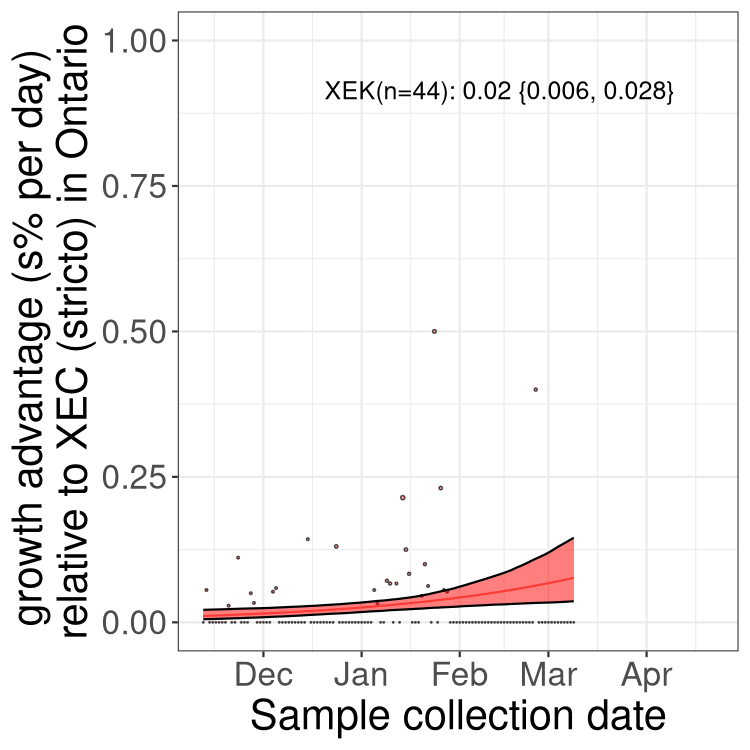 growth advantage (s% per day)
relative to XEC (stricto) in Ontario
1.00
0.75
0.50
0.25
0.00
XEK(n=44): 0.02 {0.006, 0.028}
Dec Jan Feb Mar Apr
Sample collection date